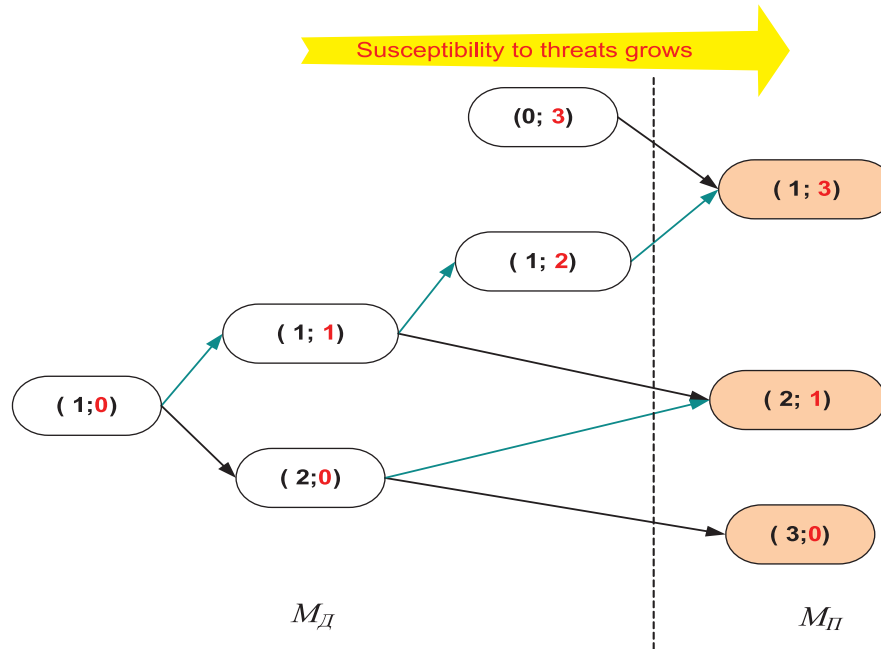 Susceptibility to threats grows
(0; 3)
( 1; 3)
( 1; 2)
( 1; 1)
( 1;0)
( 2; 1)
( 2;0)
( 3;0)
MД
MП